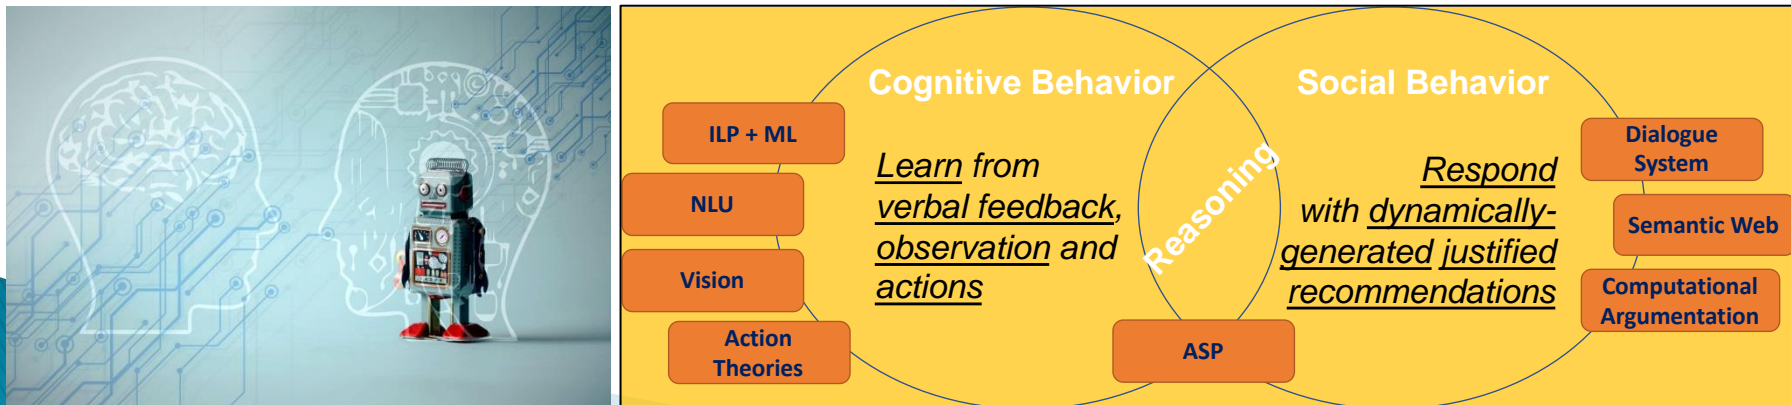 Cognitive Behavior
Social Behavior
ILP + ML
NLU
Vision
Action
Theories
Learn from
verbal feedback,
observation and
actions
Reasoning
ASP
Respond
with dynamically-
generated justified
recommendations
Dialogue
System
Semantic Web
Computational
Argumentation